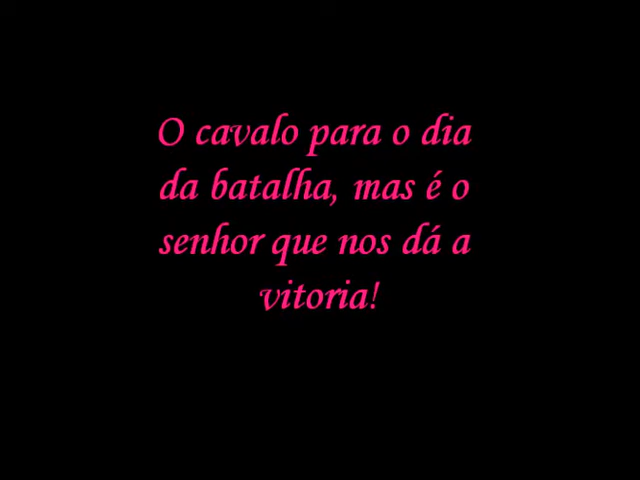 O cavalo para o dia
da batalha, mas é o
senhor que nos dá a
vitoria!